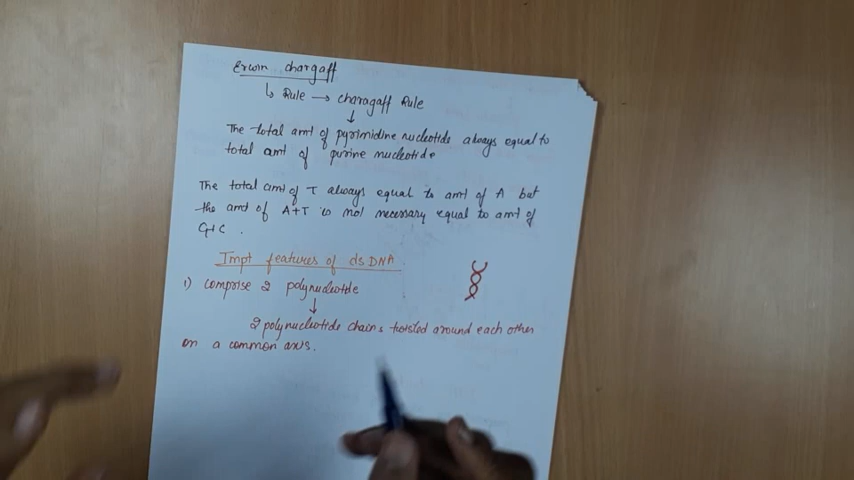 Erwin chargaff
↳ Rule → charagaff Rule
↓
The total amt of pyrimidine nucleotide always equal to
total amt of purine nucleotide
The total amt of T always equal to amt of A but
the amt of A+T is not necessary equal to amt of
G+C .
Impt features of ds DNA
1) comprise 2 polynucleotide
↓
2 polynucleotide chains twisted around each other
on a common axis.